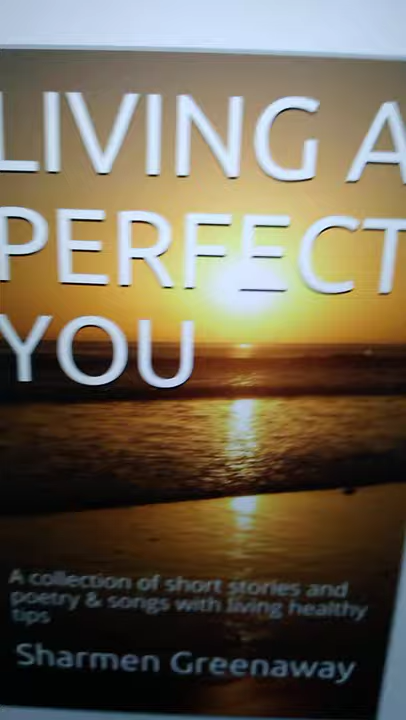 LIVING A
PERFECT
YOU
A collection of short stories and
poetry & songs with living healthy
tips
Sharmen Greenaway